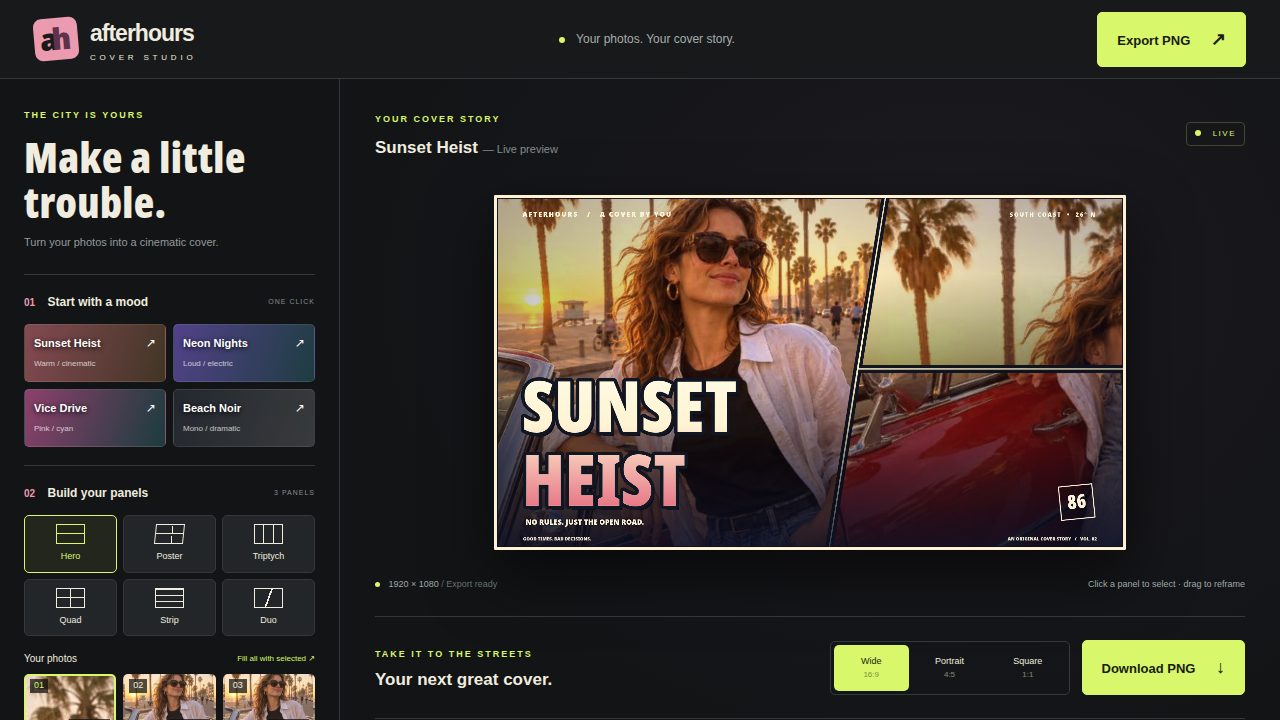 ah afterhours
COVER STUDIO
Your photos. Your cover story.
Export PNG ↗
THE CITY IS YOURS
Make a little
trouble.
Turn your photos into a cinematic cover.
01 Start with a mood ONE CLICK
Sunset Heist ↗
Warm / cinematic
Neon Nights ↗
Loud / electric
Vice Drive ↗
Pink / cyan
Beach Noir ↗
Mono / dramatic
02 Build your panels 3 PANELS
Hero
Poster
Triptych
Quad
Strip
Duo
Your photos Fill all with selected ↗
01
02
03
YOUR COVER STORY
Sunset Heist — Live preview
LIVE
AFTERHOURS / A COVER BY YOU
SOUTH COAST • 26° N
SUNSET
HEIST
NO RULES. JUST THE OPEN ROAD.
86
GOOD TIMES. BAD DECISIONS.
AN ORIGINAL COVER STORY / VOL. 02
1920 × 1080 / Export ready
Click a panel to select · drag to reframe
TAKE IT TO THE STREETS
Your next great cover.
Wide
16:9
Portrait
4:5
Square
1:1
Download PNG ↓